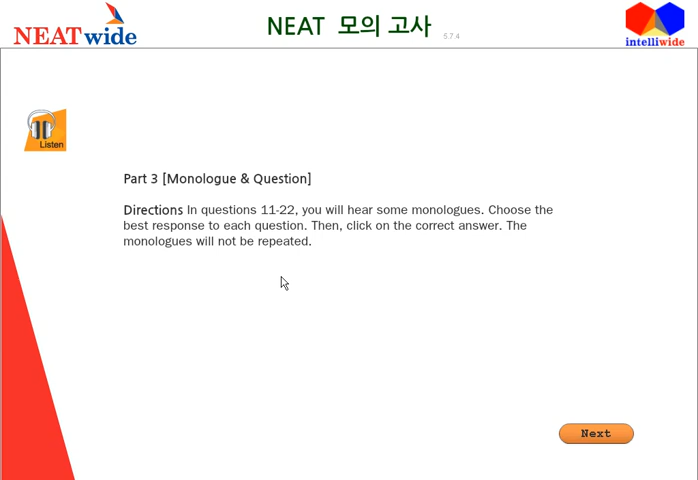 NEATwide
NEAT 모의 고사
5.7.4
intelliwide
Listen
Part 3 [Monologue & Question]
Directions In questions 11-22, you will hear some monologues. Choose the
best response to each question. Then, click on the correct answer. The
monologues will not be repeated.
Next